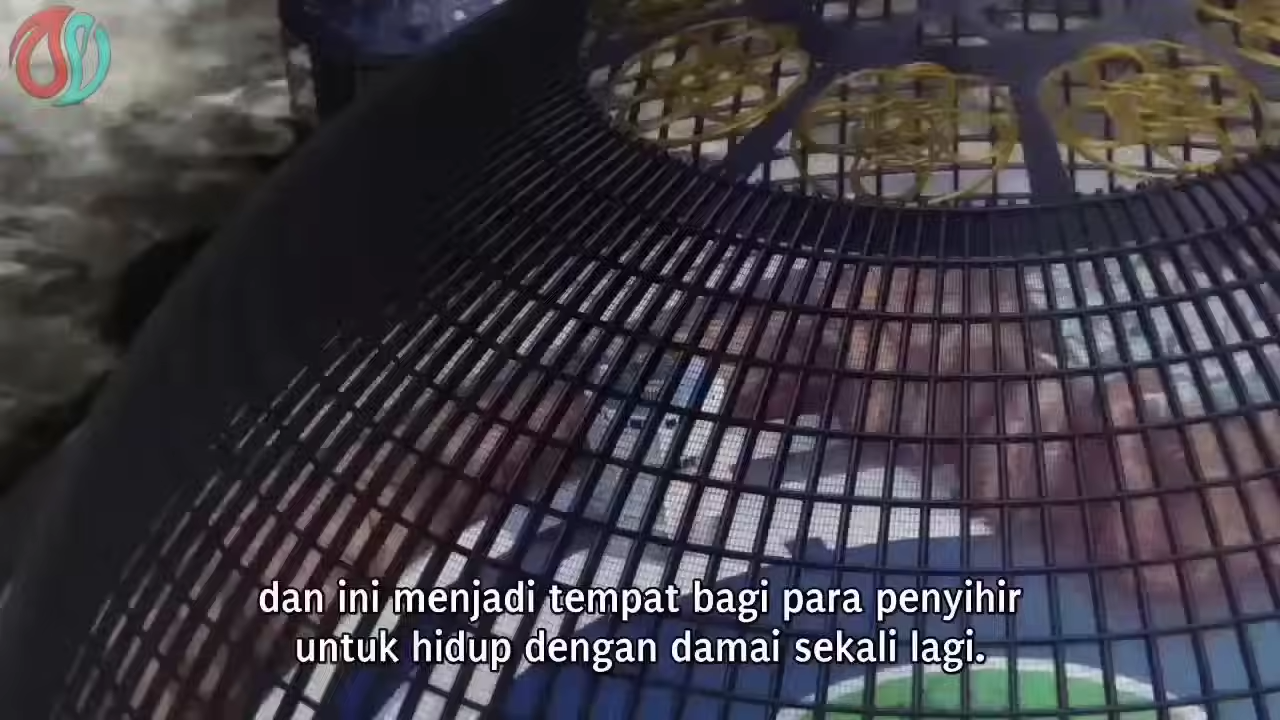 dan ini menjadi tempat bagi para penyihir
untuk hidup dengan damai sekali lagi.